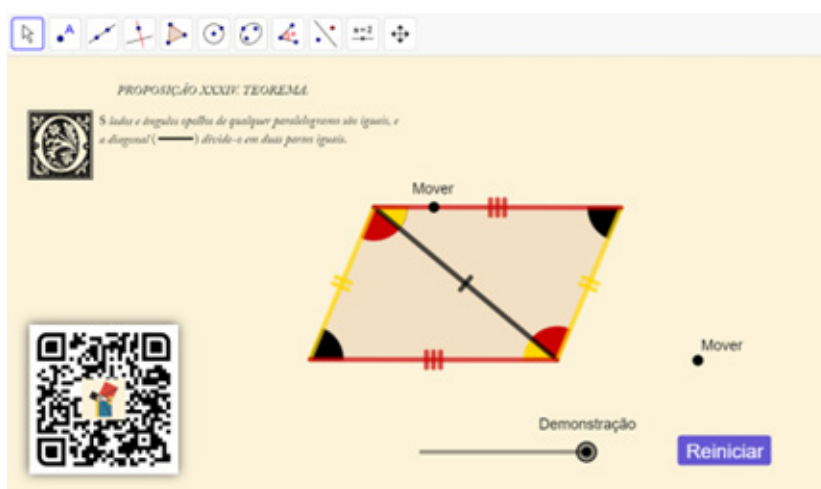 PROPOSIÇÃO XXXIV. TEOREMA.
OS lados e ângulos opostos de qualquer paralelogramo são iguais, e
a diagonal ( ) divide-o em duas partes iguais.
Mover
Mover
Demonstração
Reiniciar